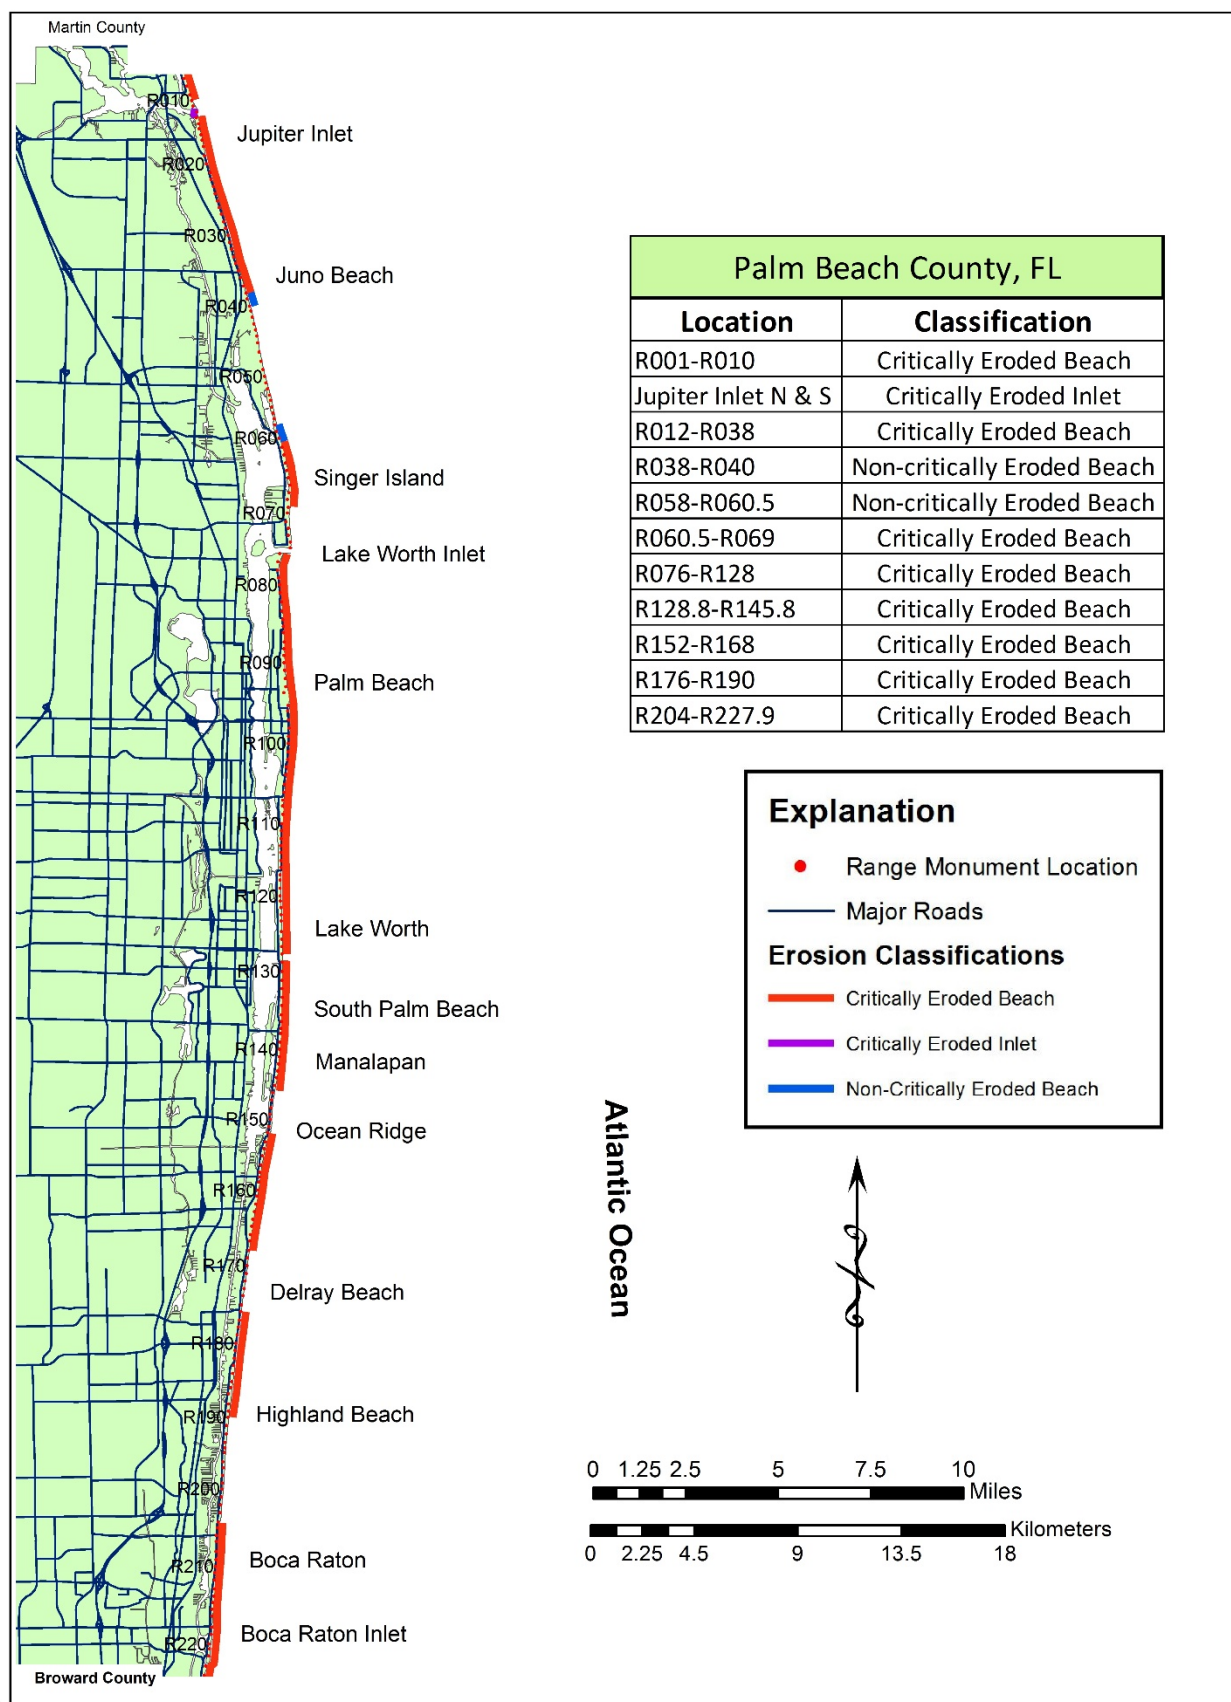 Martin County
R010
Jupiter Inlet
R020
R030
Juno Beach
R040
R050
R060
Singer Island
R070
Lake Worth Inlet
R080
R090
Palm Beach
R100
R110
R120
Lake Worth
R130
South Palm Beach
R140
Manalapan
R150
Ocean Ridge
R160
R170
Delray Beach
R180
R190
Highland Beach
R200
Boca Raton
R210
Boca Raton Inlet
R220
Broward County
Palm Beach County, FL
Location Classification
R001-R010 Critically Eroded Beach
Jupiter Inlet N & S Critically Eroded Inlet
R012-R038 Critically Eroded Beach
R038-R040 Non-critically Eroded Beach
R058-R060.5 Non-critically Eroded Beach
R060.5-R069 Critically Eroded Beach
R076-R128 Critically Eroded Beach
R128.8-R145.8 Critically Eroded Beach
R152-R168 Critically Eroded Beach
R176-R190 Critically Eroded Beach
R204-R227.9 Critically Eroded Beach
Explanation
Range Monument Location
Major Roads
Erosion Classifications
Critically Eroded Beach
Critically Eroded Inlet
Non-Critically Eroded Beach
Atlantic Ocean
N
0 1.25 2.5 5 7.5 10
Miles
Kilometers
0 2.25 4.5 9 13.5 18